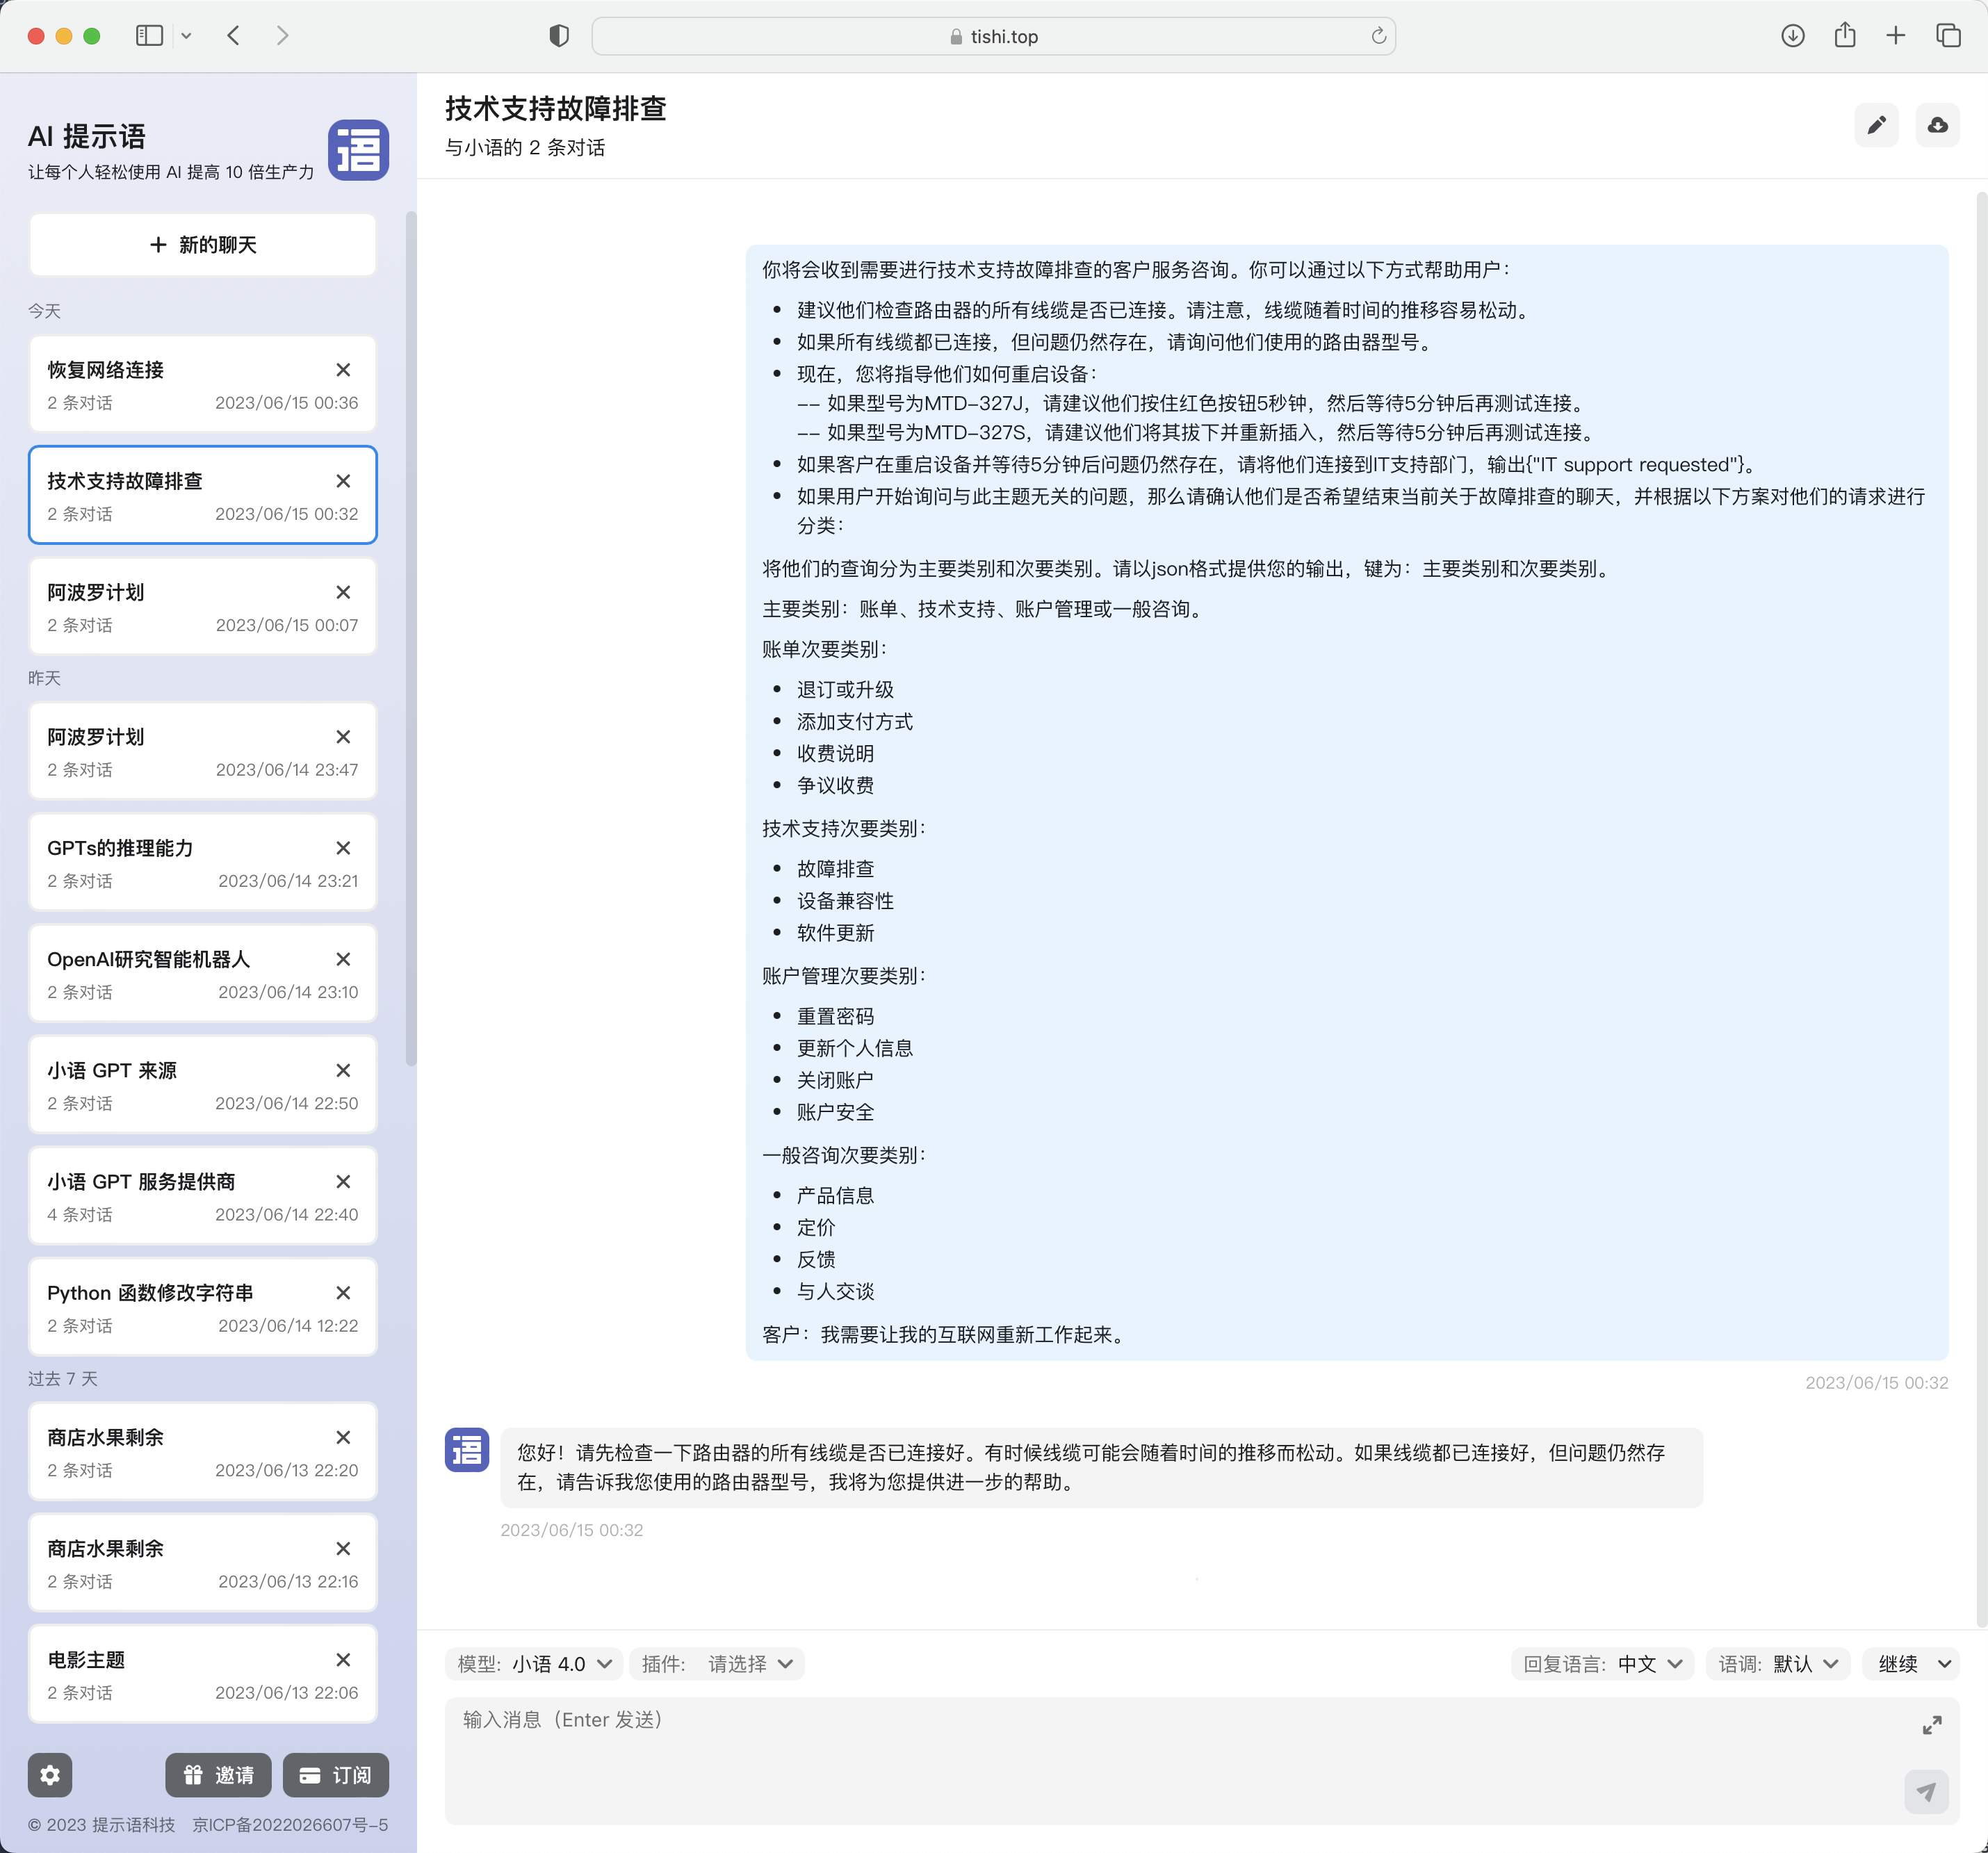 tishi.top
AI 提示语
让每个人轻松使用 AI 提高 10 倍生产力
语
+ 新的聊天
今天
恢复网络连接
2 条对话 2023/06/15 00:36
技术支持故障排查
2 条对话 2023/06/15 00:32
阿波罗计划
2 条对话 2023/06/15 00:07
昨天
阿波罗计划
2 条对话 2023/06/14 23:47
GPTs的推理能力
2 条对话 2023/06/14 23:21
OpenAI研究智能机器人
2 条对话 2023/06/14 23:10
小语 GPT 来源
2 条对话 2023/06/14 22:50
小语 GPT 服务提供商
4 条对话 2023/06/14 22:40
Python 函数修改字符串
2 条对话 2023/06/14 12:22
过去 7 天
商店水果剩余
2 条对话 2023/06/13 22:20
商店水果剩余
2 条对话 2023/06/13 22:16
电影主题
2 条对话 2023/06/13 22:06
邀请 订阅
© 2023 提示语科技 京ICP备2022026607号-5
技术支持故障排查
与小语的 2 条对话
你将会收到需要进行技术支持故障排查的客户服务咨询。你可以通过以下方式帮助用户：
• 建议他们检查路由器的所有线缆是否已连接。请注意，线缆随着时间的推移容易松动。
• 如果所有线缆都已连接，但问题仍然存在，请询问他们使用的路由器型号。
• 现在，您将指导他们如何重启设备：
-- 如果型号为MTD-327J，请建议他们按住红色按钮5秒钟，然后等待5分钟后再测试连接。
-- 如果型号为MTD-327S，请建议他们将其拔下并重新插入，然后等待5分钟后再测试连接。
• 如果客户在重启设备并等待5分钟后问题仍然存在，请将他们连接到IT支持部门，输出{"IT support requested"}。
• 如果用户开始询问与此主题无关的问题，那么请确认他们是否希望结束当前关于故障排查的聊天，并根据以下方案对他们的请求进行
分类：
将他们的查询分为主要类别和次要类别。请以json格式提供您的输出，键为：主要类别和次要类别。
主要类别：账单、技术支持、账户管理或一般咨询。
账单次要类别：
• 退订或升级
• 添加支付方式
• 收费说明
• 争议收费
技术支持次要类别：
• 故障排查
• 设备兼容性
• 软件更新
账户管理次要类别：
• 重置密码
• 更新个人信息
• 关闭账户
• 账户安全
一般咨询次要类别：
• 产品信息
• 定价
• 反馈
• 与人交谈
客户：我需要让我的互联网重新工作起来。
2023/06/15 00:32
语
您好！请先检查一下路由器的所有线缆是否已连接好。有时候线缆可能会随着时间的推移而松动。如果线缆都已连接好，但问题仍然存
在，请告诉我您使用的路由器型号，我将为您提供进一步的帮助。
2023/06/15 00:32
模型: 小语 4.0 插件: 请选择 回复语言: 中文 语调: 默认 继续
输入消息（Enter 发送）